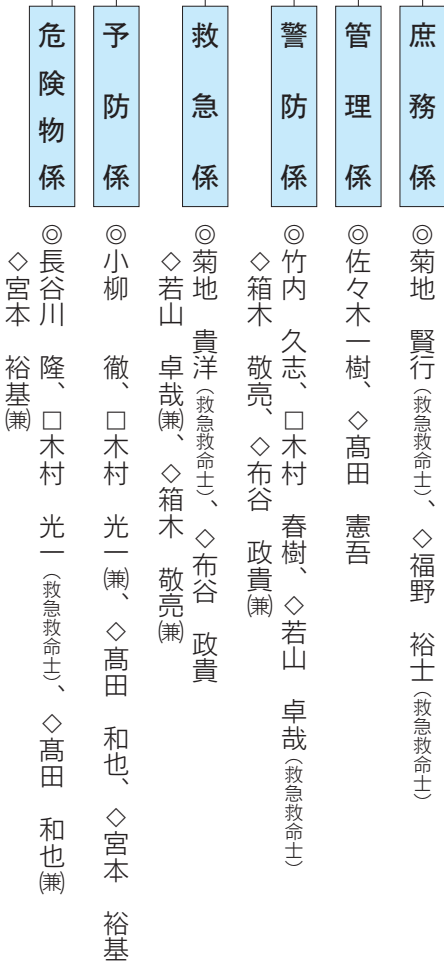 庶務係
◎菊地　賢行（救急救命士）、◇福野　裕士（救急救命士）
管理係
◎佐々木一樹、◇髙田　憲吾
警防係
◎竹内　久志、□木村　春樹、◇若山　卓哉（救急救命士）
◇箱木　敬亮、◇布谷　政貴㈱
救急係
◎菊地　貴洋（救急救命士）、◇布谷　政貴
◇若山　卓哉(兼)、◇箱木　敬亮(兼)
予防係
◎小柳　　徹、□木村　光一(兼)、◇髙田　和也、◇宮本　裕基
危険物係
◎長谷川　隆、□木村　光一（救急救命士）、◇髙田　和也(兼)
◇宮本　裕基(兼)